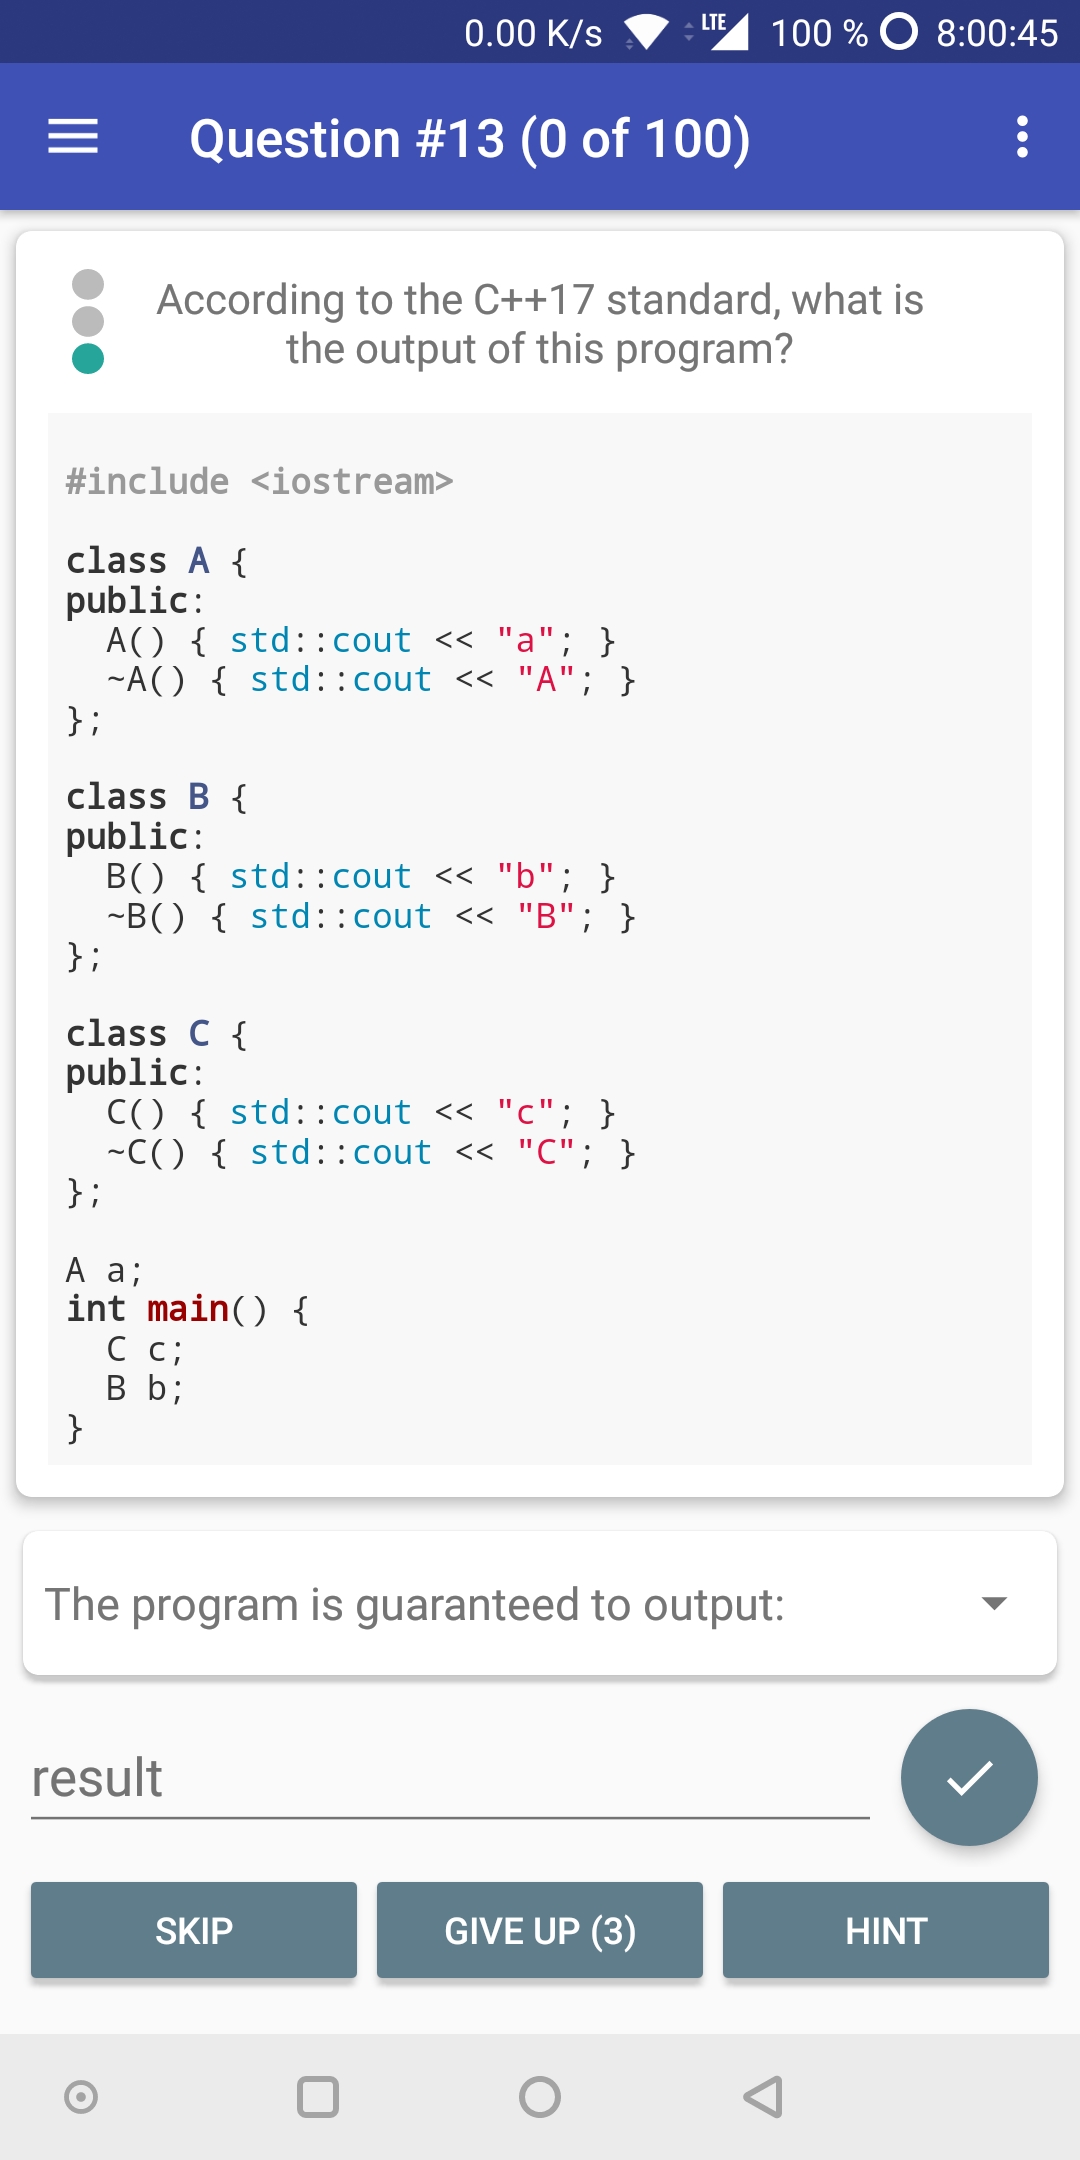 0.00 K/s LTE 100 % 8:00:45
Question #13 (0 of 100)
According to the C++17 standard, what is
the output of this program?
#include <iostream>
class A {
public:
  A() { std::cout << "a"; }
  ~A() { std::cout << "A"; }
};
class B {
public:
  B() { std::cout << "b"; }
  ~B() { std::cout << "B"; }
};
class C {
public:
  C() { std::cout << "c"; }
  ~C() { std::cout << "C"; }
};
A a;
int main() {
  C c;
  B b;
}
The program is guaranteed to output:
result
SKIP GIVE UP (3) HINT